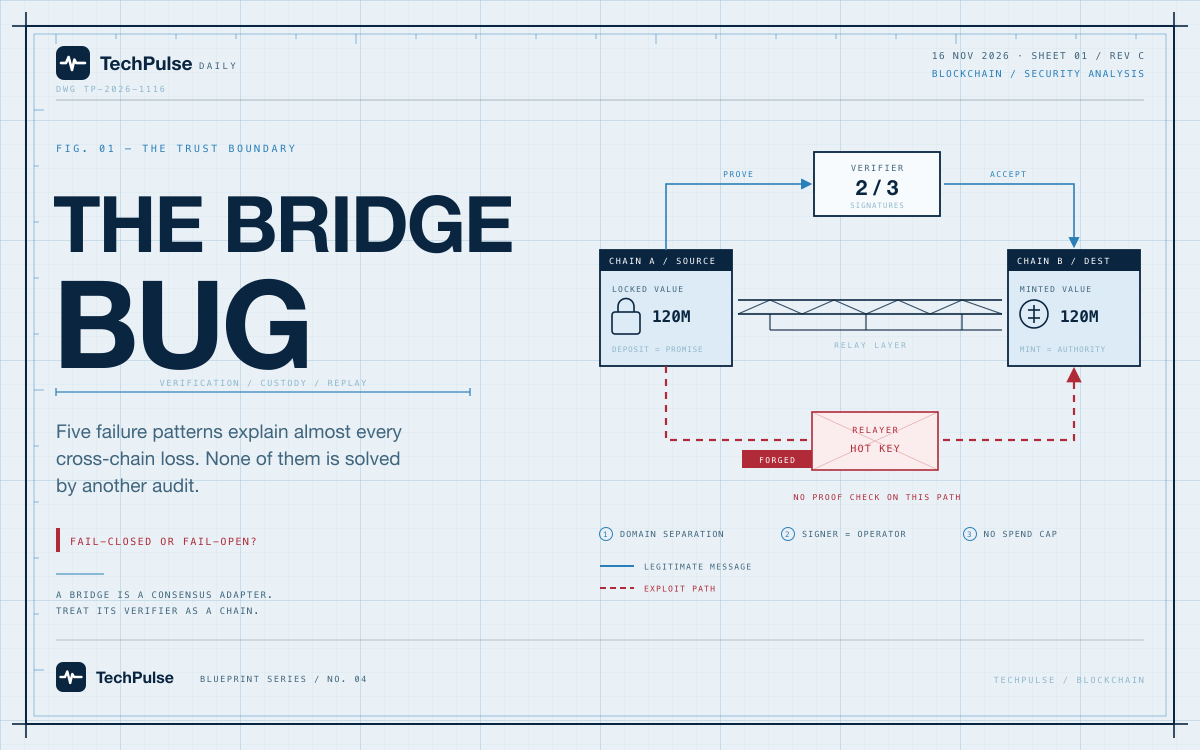 TechPulse DAILY
DWG TP–2026–1116
16 NOV 2026 · SHEET 01 / REV C
BLOCKCHAIN / SECURITY ANALYSIS
FIG. 01 — THE TRUST BOUNDARY
THE BRIDGE
BUG
VERIFICATION / CUSTODY / REPLAY
Five failure patterns explain almost every
cross-chain loss. None of them is solved
by another audit.
FAIL–CLOSED OR FAIL–OPEN?
A BRIDGE IS A CONSENSUS ADAPTER.
TREAT ITS VERIFIER AS A CHAIN.
PROVE
VERIFIER
2 / 3
SIGNATURES
ACCEPT
CHAIN A / SOURCE
LOCKED VALUE
120M
DEPOSIT = PROMISE
RELAY LAYER
CHAIN B / DEST
MINTED VALUE
120M
MINT = AUTHORITY
RELAYER
HOT KEY
FORGED
NO PROOF CHECK ON THIS PATH
1 DOMAIN SEPARATION
2 SIGNER = OPERATOR
3 NO SPEND CAP
LEGITIMATE MESSAGE
EXPLOIT PATH
TechPulse
BLUEPRINT SERIES / NO. 04
TECHPULSE / BLOCKCHAIN